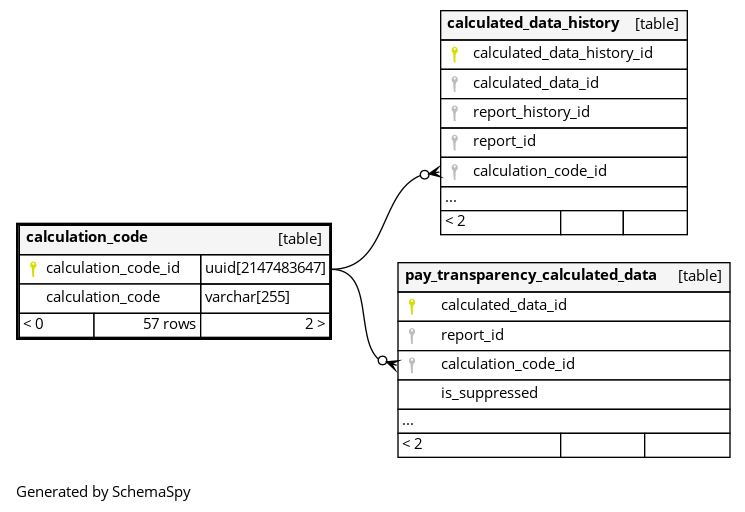 calculated_data_history [table]
calculated_data_history_id
calculated_data_id
report_history_id
report_id
calculation_code_id
...
< 2
calculation_code [table]
calculation_code_id uuid[2147483647]
calculation_code varchar[255]
< 0 57 rows 2 >
pay_transparency_calculated_data [table]
calculated_data_id
report_id
calculation_code_id
is_suppressed
...
< 2
Generated by SchemaSpy